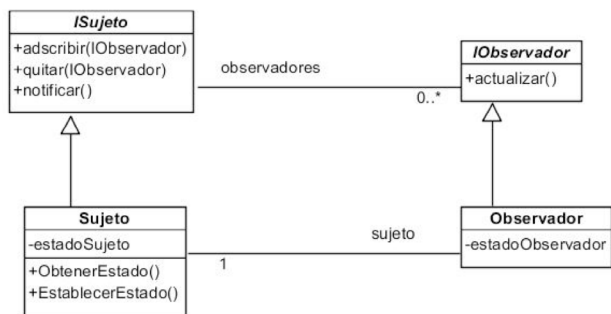 ISujeto
+adscribir(IObservador)
+quitar(IObservador)
+notificar()
observadores
0..*
IObservador
+actualizar()
Sujeto
-estadoSujeto
+ObtenerEstado()
+EstablecerEstado()
1
sujeto
Observador
-estadoObservador